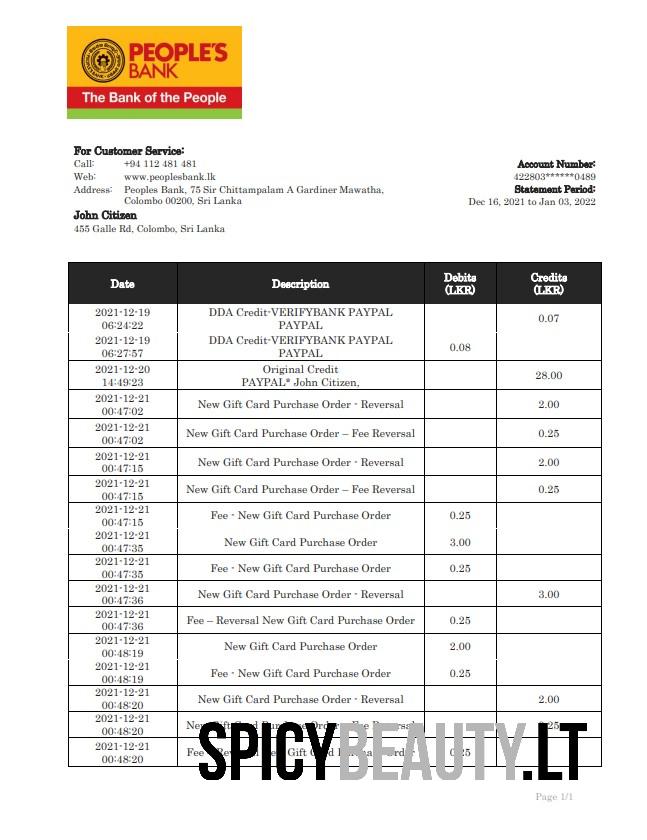 PEOPLE'S
BANK
The Bank of the People
For Customer Service:
Call: +94 112 481 481
Web: www.peoplesbank.lk
Address: Peoples Bank, 75 Sir Chittampalam A Gardiner Mawatha,
Colombo 00200, Sri Lanka
John Citizen
455 Galle Rd, Colombo, Sri Lanka
Account Number:
422803******0489
Statement Period:
Dec 16, 2021 to Jan 03, 2022
Date Description Debits (LKR) Credits (LKR)
2021-12-19 06:24:22 DDA Credit-VERIFYBANK PAYPAL PAYPAL 0.07
2021-12-19 06:27:57 DDA Credit-VERIFYBANK PAYPAL PAYPAL 0.08
2021-12-20 14:49:23 Original Credit PAYPAL* John Citizen, 28.00
2021-12-21 00:47:02 New Gift Card Purchase Order - Reversal 2.00
2021-12-21 00:47:02 New Gift Card Purchase Order – Fee Reversal 0.25
2021-12-21 00:47:15 New Gift Card Purchase Order - Reversal 2.00
2021-12-21 00:47:15 New Gift Card Purchase Order – Fee Reversal 0.25
2021-12-21 00:47:15 Fee - New Gift Card Purchase Order 0.25
2021-12-21 00:47:35 New Gift Card Purchase Order 3.00
2021-12-21 00:47:35 Fee - New Gift Card Purchase Order 0.25
2021-12-21 00:47:36 New Gift Card Purchase Order - Reversal 3.00
2021-12-21 00:47:36 Fee – Reversal New Gift Card Purchase Order 0.25
2021-12-21 00:48:19 New Gift Card Purchase Order 2.00
2021-12-21 00:48:19 Fee - New Gift Card Purchase Order 0.25
2021-12-21 00:48:20 New Gift Card Purchase Order - Reversal 2.00
2021-12-21 00:48:20 New Gift Card Purchase Order – Fee Reversal 0.25
2021-12-21 00:48:20 Fee – Reversal New Gift Card Purchase Order 0.25
SPICYBEAUTY.LT
Page 1/1